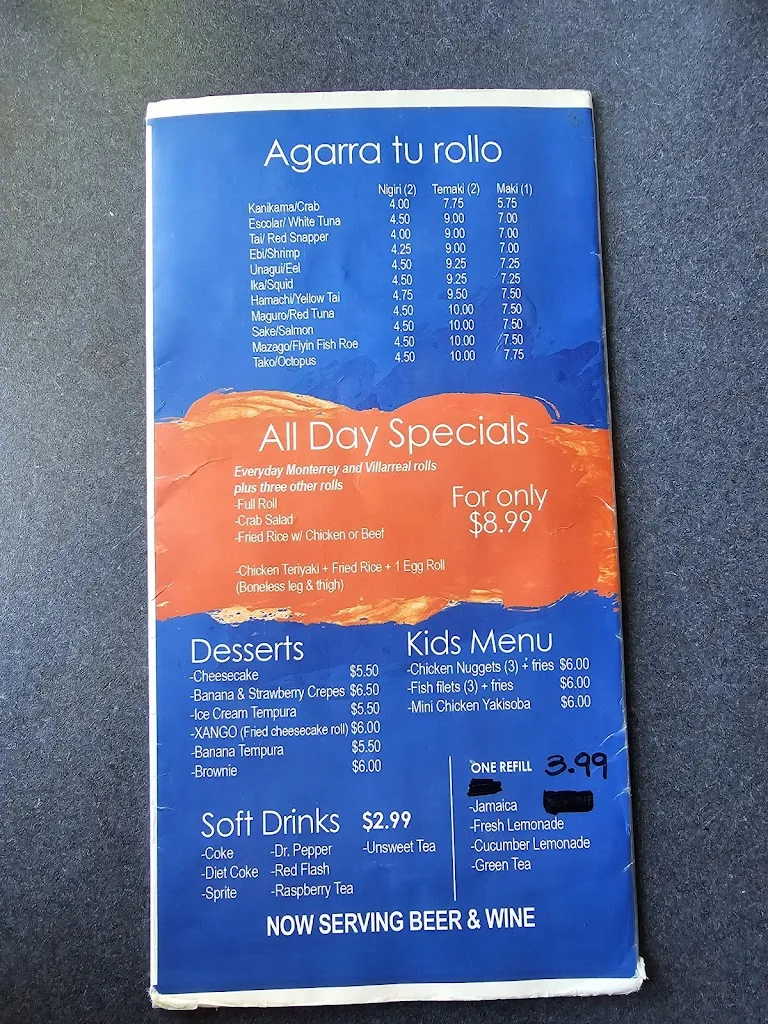 Agarra tu rollo
Nigiri (2) Temaki (2) Maki (1)
Kanikama/Crab 4.00 7.75 5.75
Escolar/ White Tuna 4.50 9.00 7.00
Tai/ Red Snapper 4.00 9.00 7.00
Ebi/Shrimp 4.25 9.00 7.00
Unagui/Eel 4.50 9.25 7.25
Ika/Squid 4.50 9.25 7.25
Hamachi/Yellow Tai 4.75 9.50 7.50
Maguro/Red Tuna 4.50 10.00 7.50
Sake/Salmon 4.50 10.00 7.50
Mazago/Flyin Fish Roe 4.50 10.00 7.50
Tako/Octopus 4.50 10.00 7.75
All Day Specials
Everyday Monterrey and Villarreal rolls
plus three other rolls
-Full Roll
-Crab Salad
-Fried Rice w/ Chicken or Beef
For only
$8.99
-Chicken Teriyaki + Fried Rice + 1 Egg Roll
(Boneless leg & thigh)
Desserts
-Cheesecake $5.50
-Banana & Strawberry Crepes $6.50
-Ice Cream Tempura $5.50
-XANGO (Fried cheesecake roll) $6.00
-Banana Tempura $5.50
-Brownie $6.00
Kids Menu
-Chicken Nuggets (3) + fries $6.00
-Fish filets (3) + fries $6.00
-Mini Chicken Yakisoba $6.00
ONE REFILL 3.99
-Jamaica
-Fresh Lemonade
-Cucumber Lemonade
-Green Tea
Soft Drinks $2.99
-Coke -Dr. Pepper -Unsweet Tea
-Diet Coke -Red Flash
-Sprite -Raspberry Tea
NOW SERVING BEER & WINE